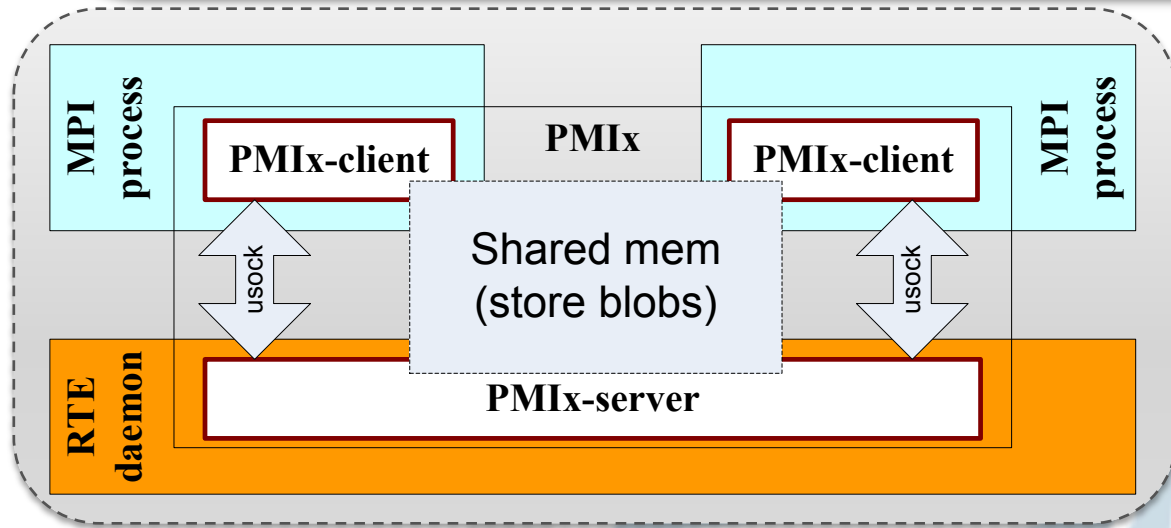 MPI
process
PMIx-client
PMIx
PMIx-client
MPI
process
usock
Shared mem
(store blobs)
usock
RTE
daemon
PMIx-server